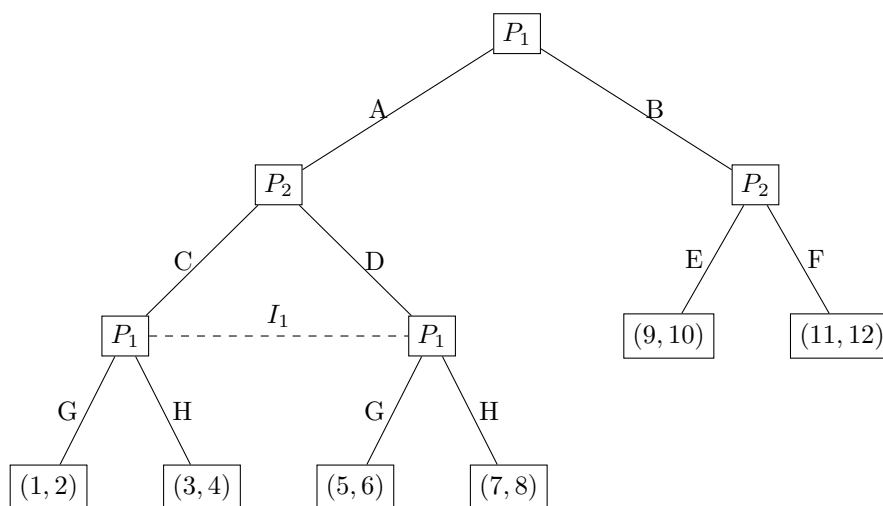 P₁
A B
P₂ P₂
C D E F
I₁
P₁ P₁ (9, 10) (11, 12)
G H G H
(1, 2) (3, 4) (5, 6) (7, 8)